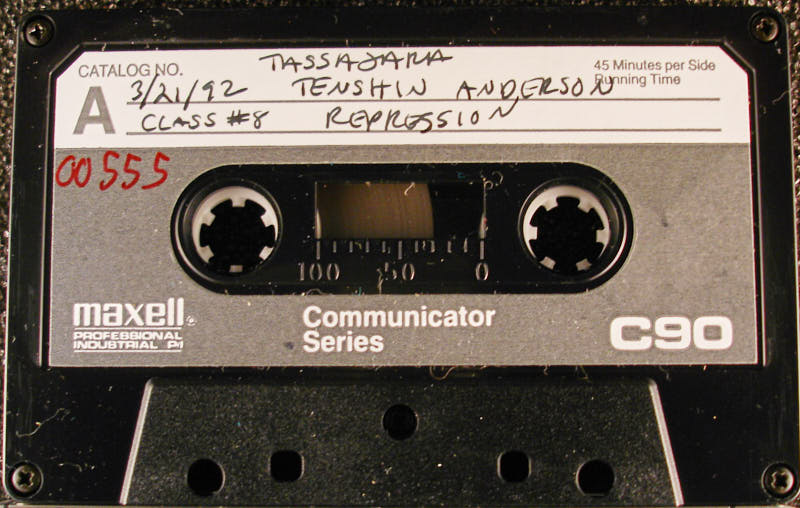 TASSAJARA
CATALOG NO.
45 Minutes per Side
Running Time
A
3/21/92 TENSHIN ANDERSON
CLASS #8 REPRESSION
00555
100 50 0
maxell
PROFESSIONAL
INDUSTRIAL P-I
Communicator
Series
C90